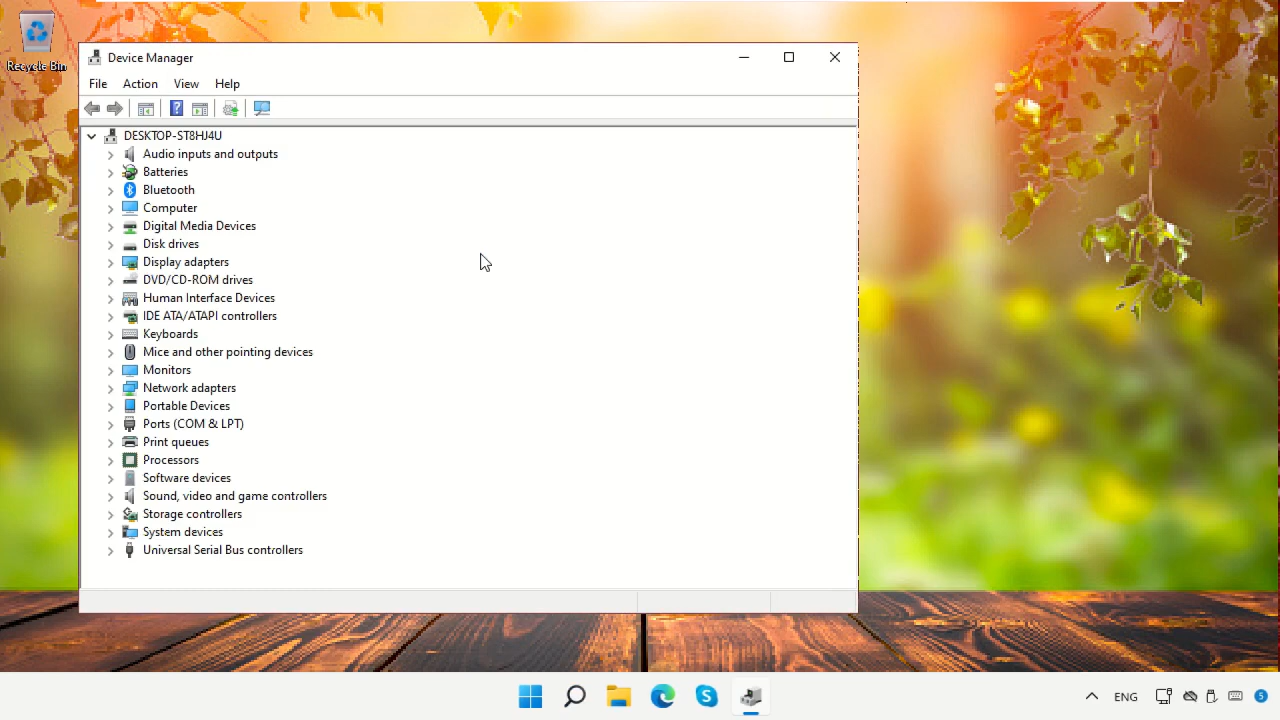 Recycle Bin
Device Manager
File Action View Help
DESKTOP-ST8HJ4U
Audio inputs and outputs
Batteries
Bluetooth
Computer
Digital Media Devices
Disk drives
Display adapters
DVD/CD-ROM drives
Human Interface Devices
IDE ATA/ATAPI controllers
Keyboards
Mice and other pointing devices
Monitors
Network adapters
Portable Devices
Ports (COM & LPT)
Print queues
Processors
Software devices
Sound, video and game controllers
Storage controllers
System devices
Universal Serial Bus controllers
ENG 5